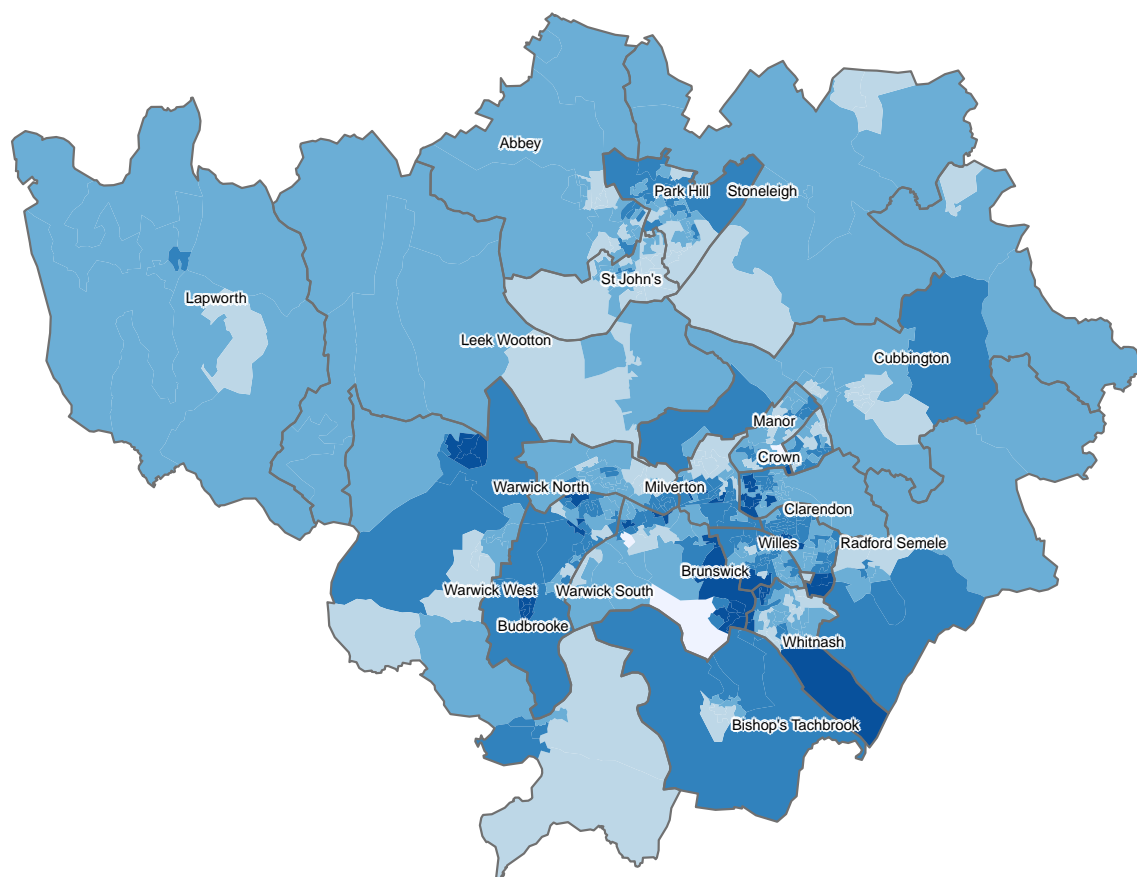 Abbey
Park Hill
Stoneleigh
St John's
Lapworth
Leek Wootton
Cubbington
Manor
Crown
Warwick North
Milverton
Clarendon
Willes
Radford Semele
Brunswick
Warwick West
Warwick South
Budbrooke
Whitnash
Bishop's Tachbrook